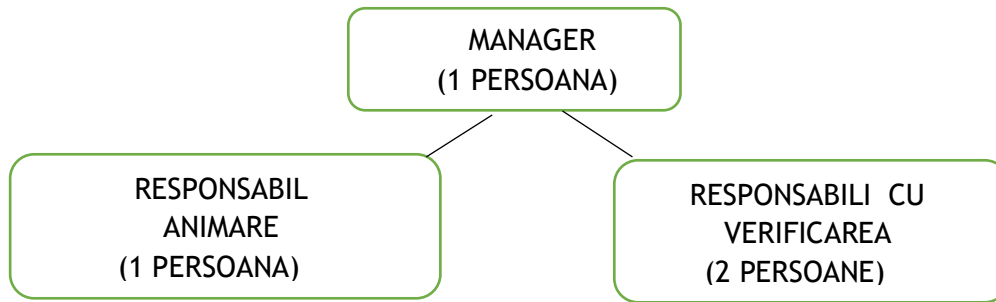 MANAGER
(1 PERSOANA)
RESPONSABIL
ANIMARE
(1 PERSOANA)
RESPONSABILI CU
VERIFICAREA
(2 PERSOANE)